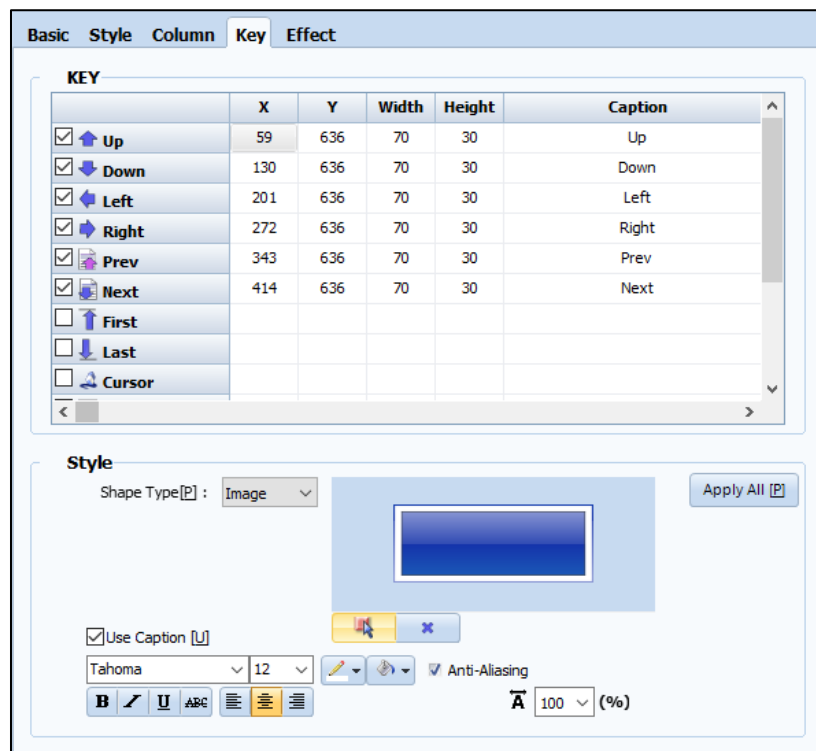 Basic Style Column Key Effect
KEY
X Y Width Height Caption
Up 59 636 70 30 Up
Down 130 636 70 30 Down
Left 201 636 70 30 Left
Right 272 636 70 30 Right
Prev 343 636 70 30 Prev
Next 414 636 70 30 Next
First
Last
Cursor
Style
Shape Type[P] : Image Apply All [P]
Use Caption [U]
Tahoma 12 Anti-Aliasing
B I U ABC A 100 (%)